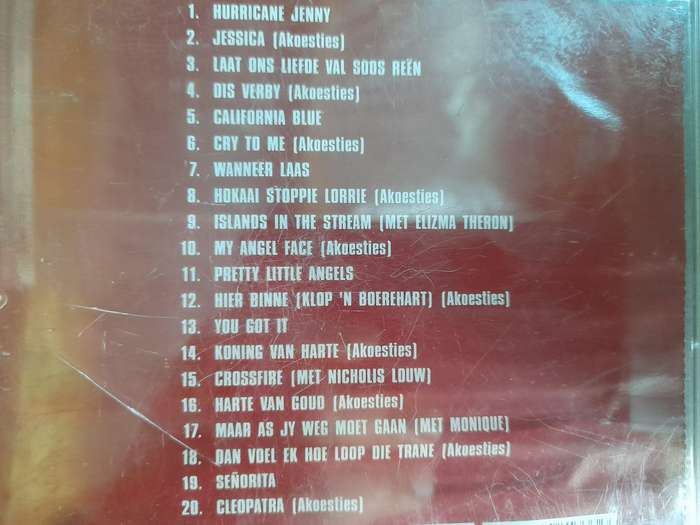 1. HURRICANE JENNY
2. JESSICA (Akoesties)
3. LAAT ONS LIEFDE VAL SOOS REËN
4. DIS VERBY (Akoesties)
5. CALIFORNIA BLUE
6. CRY TO ME (Akoesties)
7. WANNEER LAAS
8. HOKAAI STOPPIE LORRIE (Akoesties)
9. ISLANDS IN THE STREAM (MET ELIZMA THERON)
10. MY ANGEL FACE (Akoesties)
11. PRETTY LITTLE ANGELS
12. HIER BINNE (KLOP 'N BOEREHART) (Akoesties)
13. YOU GOT IT
14. KONING VAN HARTE (Akoesties)
15. CROSSFIRE (MET NICHOLIS LOUW)
16. HARTE VAN GOUD (Akoesties)
17. MAAR AS JY WEG MOET GAAN (MET MONIQUE)
18. DAN VOEL EK HOE LOOP DIE TRANE (Akoesties)
19. SEÑORITA
20. CLEOPATRA (Akoesties)